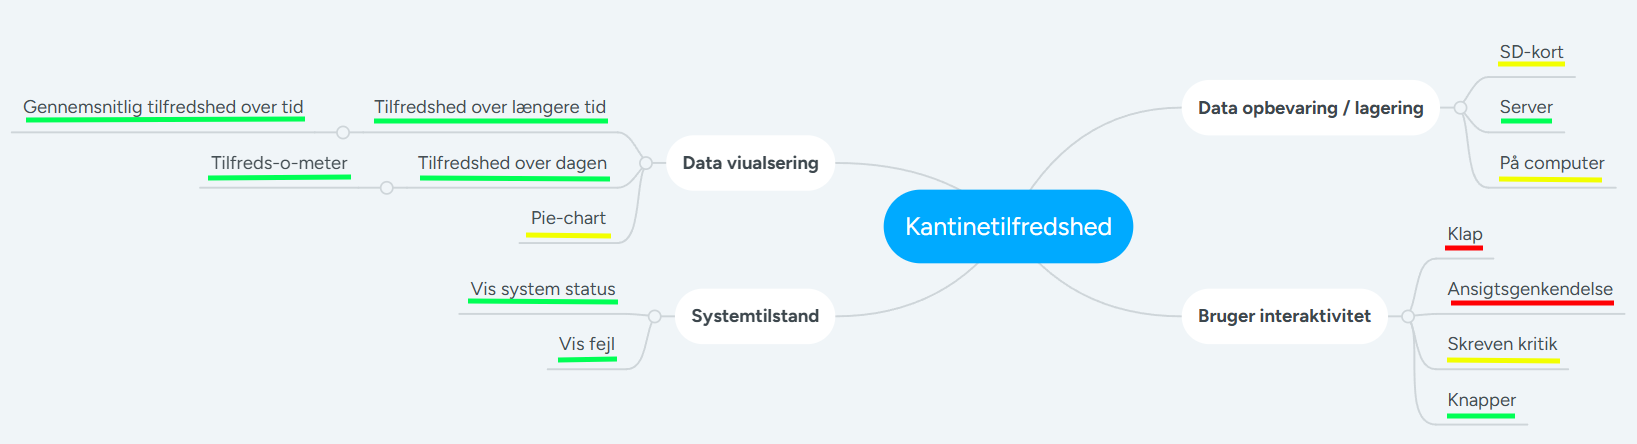 Kantinetilfredshed
Data viualsering
Tilfredshed over længere tid
Gennemsnitlig tilfredshed over tid
Tilfredshed over dagen
Tilfreds-o-meter
Pie-chart
Systemtilstand
Vis system status
Vis fejl
Data opbevaring / lagering
SD-kort
Server
På computer
Bruger interaktivitet
Klap
Ansigtsgenkendelse
Skreven kritik
Knapper